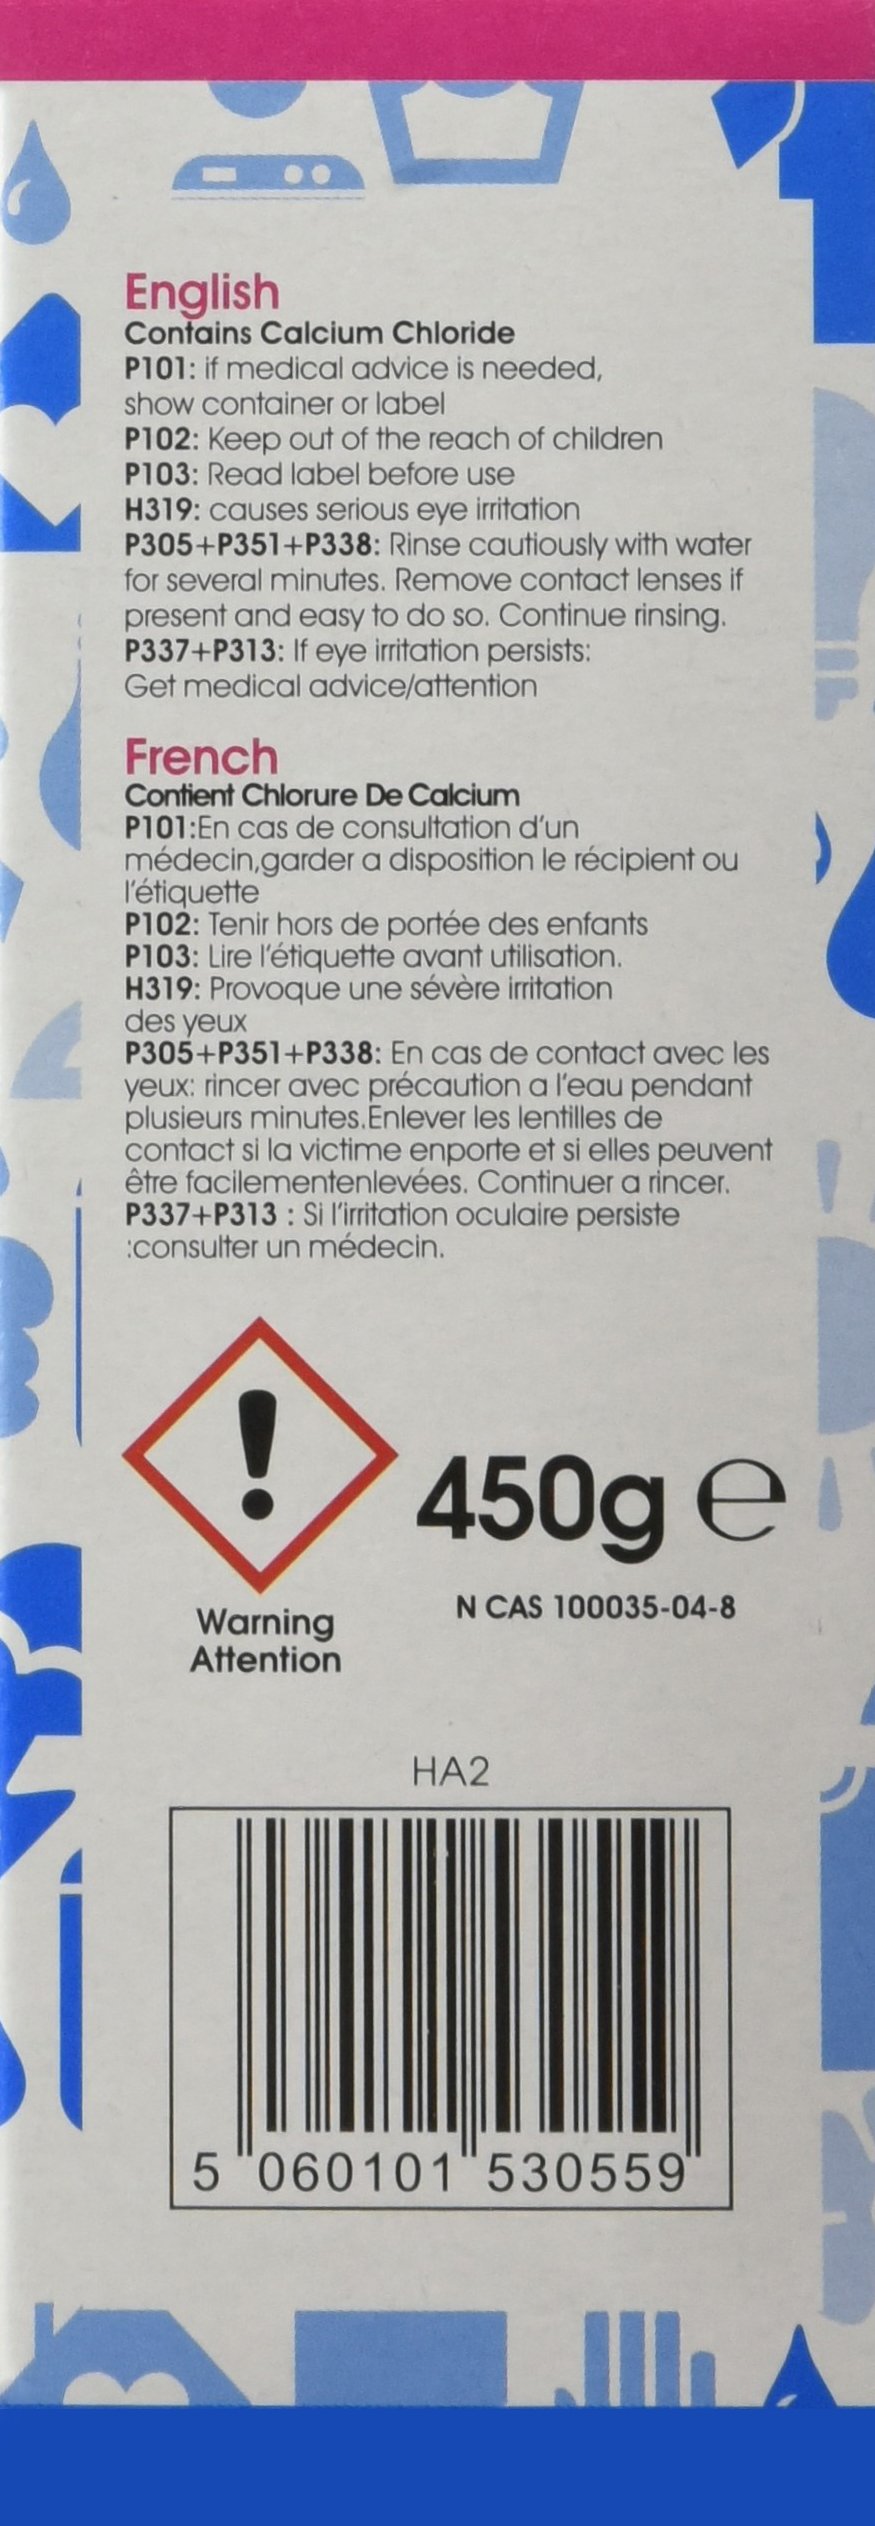 English
Contains Calcium Chloride
P101: if medical advice is needed,
show container or label
P102: Keep out of the reach of children
P103: Read label before use
H319: causes serious eye irritation
P305+P351+P338: Rinse cautiously with water
for several minutes. Remove contact lenses if
present and easy to do so. Continue rinsing.
P337+P313: If eye irritation persists:
Get medical advice/attention
French
Contient Chlorure De Calcium
P101:En cas de consultation d'un
médecin,garder a disposition le récipient ou
l'étiquette
P102: Tenir hors de portée des enfants
P103: Lire l'étiquette avant utilisation.
H319: Provoque une sévère irritation
des yeux
P305+P351+P338: En cas de contact avec les
yeux: rincer avec précaution a l'eau pendant
plusieurs minutes.Enlever les lentilles de
contact si la victime enporte et si elles peuvent
être facilementenlevées. Continuer a rincer.
P337+P313 : Si l'irritation oculaire persiste
:consulter un médecin.
450g e
N CAS 100035-04-8
Warning
Attention
HA2
5 060101 530559